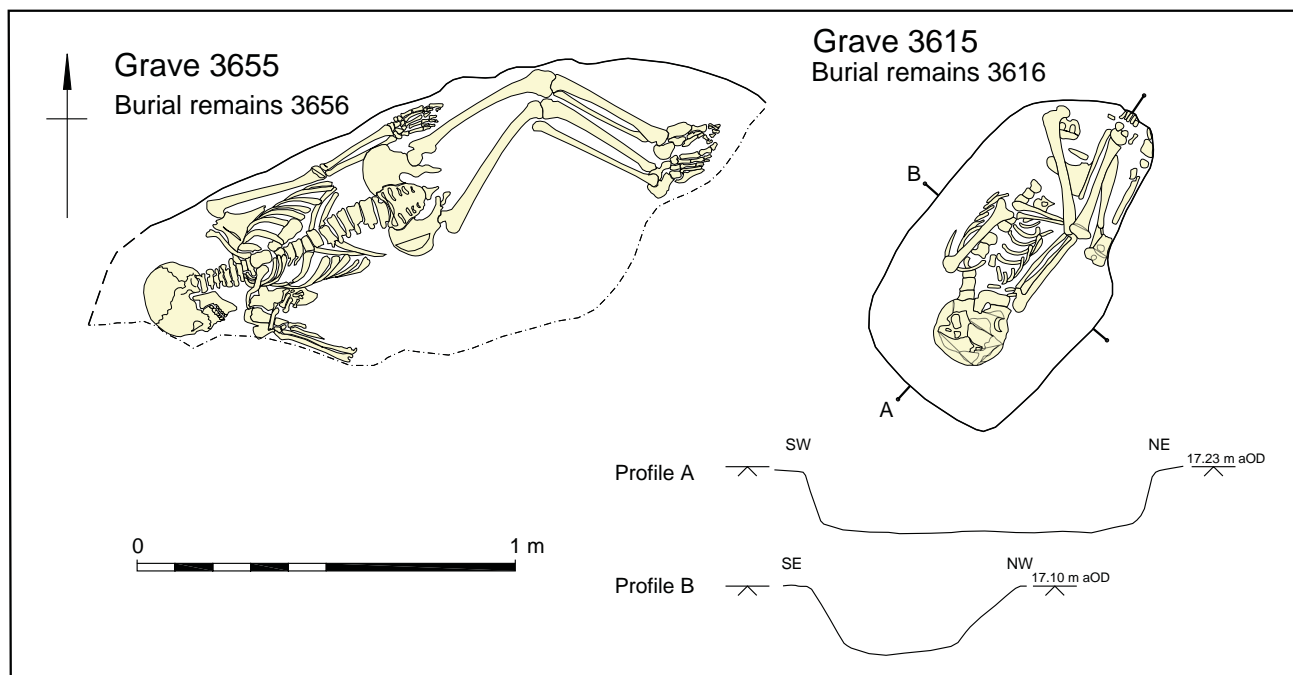 Grave 3655
Burial remains 3656
Grave 3615
Burial remains 3616
B
A
SW
NE
Profile A
17.23 m aOD
0
1 m
SE
NW
Profile B
17.10 m aOD